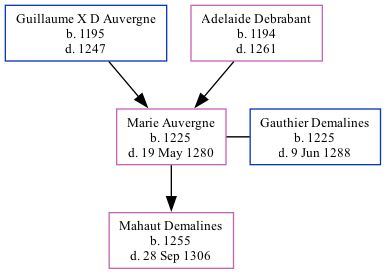 Guillaume X D Auvergne
b. 1195
d. 1247
Adelaide Debrabant
b. 1194
d. 1261
Marie Auvergne
b. 1225
d. 19 May 1280
Gauthier Demalines
b. 1225
d. 9 Jun 1288
Mahaut Demalines
b. 1255
d. 28 Sep 1306